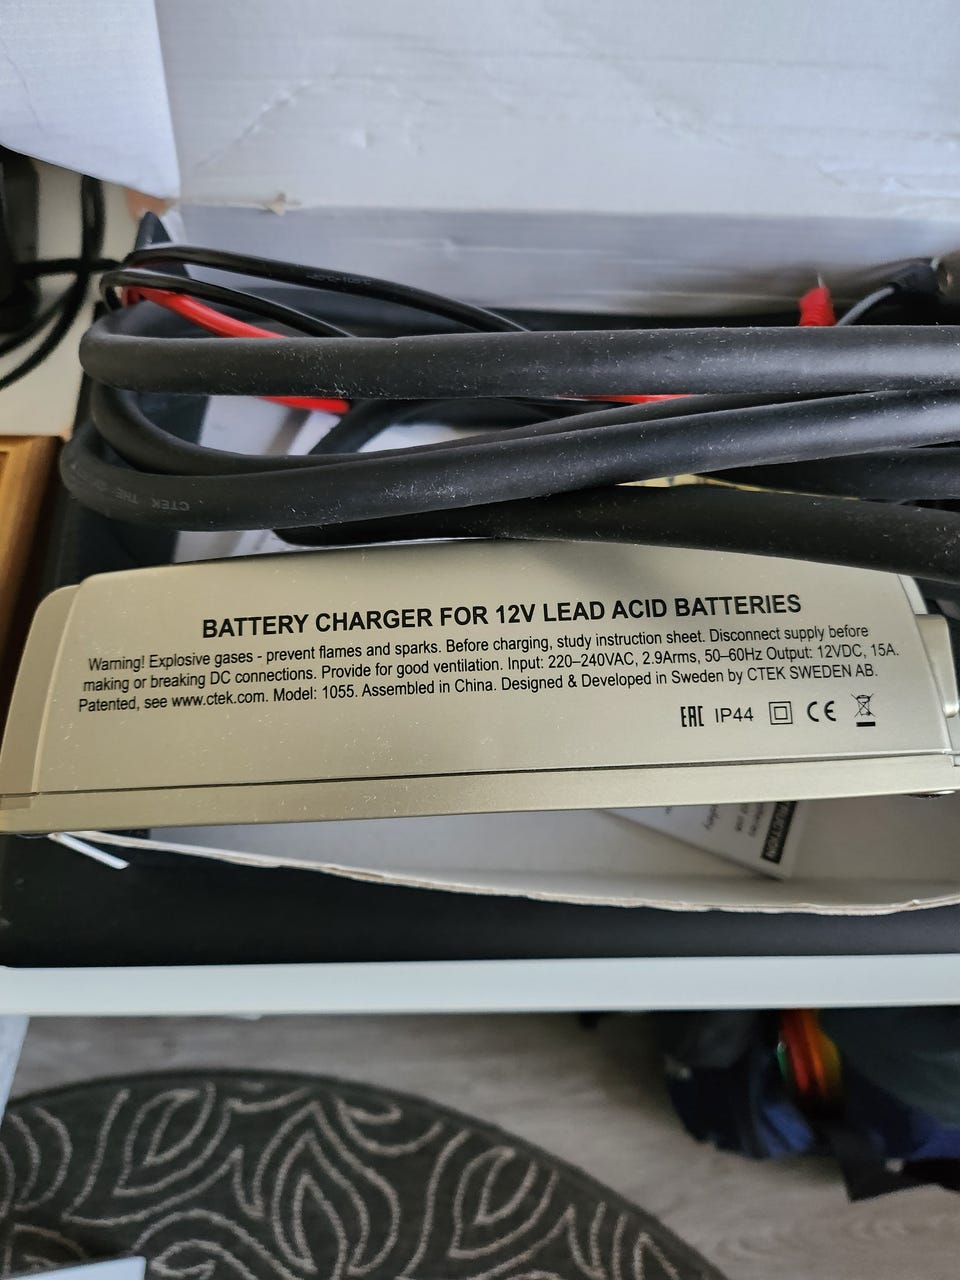 CTEK THE
BATTERY CHARGER FOR 12V LEAD ACID BATTERIES
Warning! Explosive gases - prevent flames and sparks. Before charging, study instruction sheet. Disconnect supply before
making or breaking DC connections. Provide for good ventilation. Input: 220–240VAC, 2.9Arms, 50–60Hz Output: 12VDC, 15A.
Patented, see www.ctek.com. Model: 1055. Assembled in China. Designed & Developed in Sweden by CTEK SWEDEN AB.
EAC IP44 CE